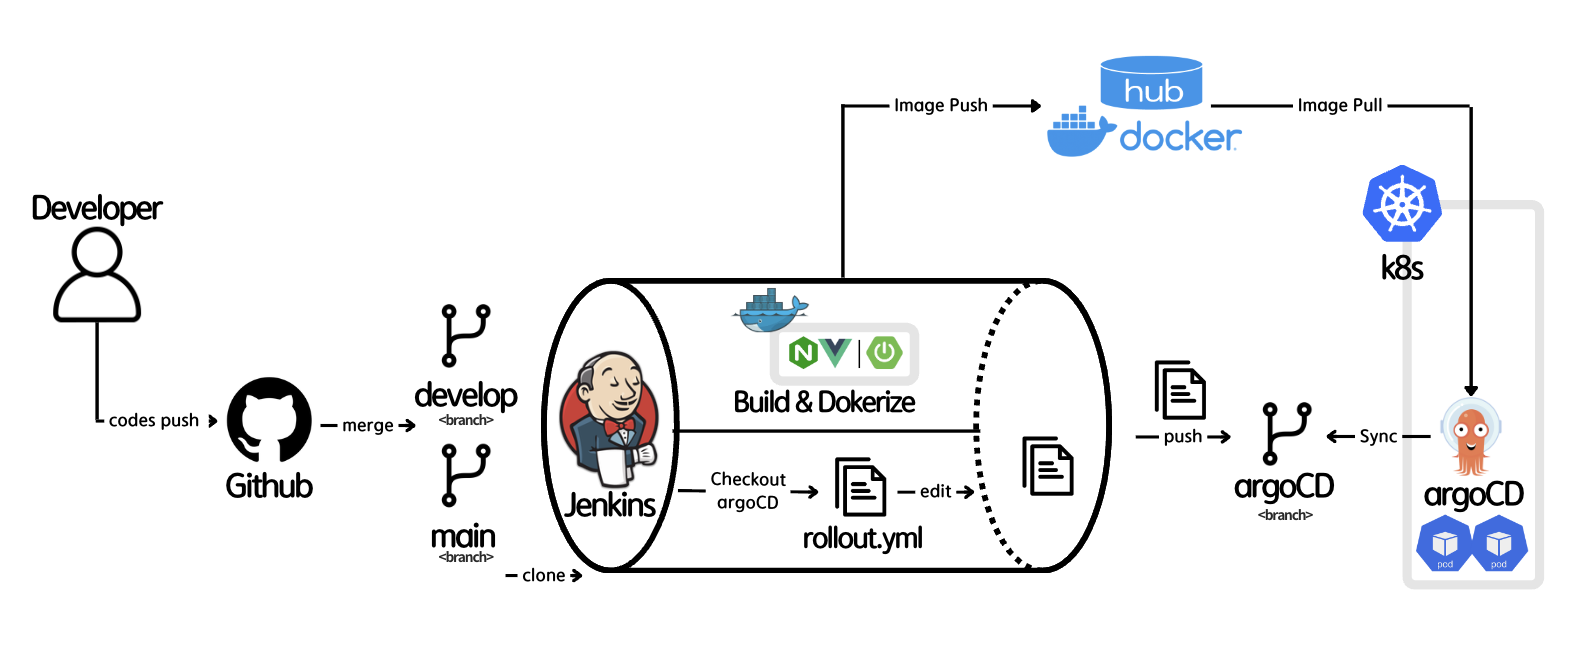 Developer
codes push
Github
merge
develop
<branch>
main
<branch>
clone
Jenkins
Build & Dokerize
Checkout
argoCD
rollout.yml
edit
Image Push
hub
docker
Image Pull
k8s
push
argoCD
<branch>
Sync
argoCD
pod
pod